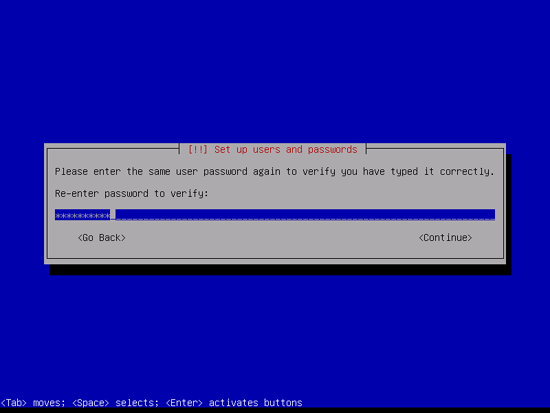 [!!] Set up users and passwords
Please enter the same user password again to verify you have typed it correctly.
Re-enter password to verify:
**********
<Go Back> <Continue>
<Tab> moves; <Space> selects; <Enter> activates buttons